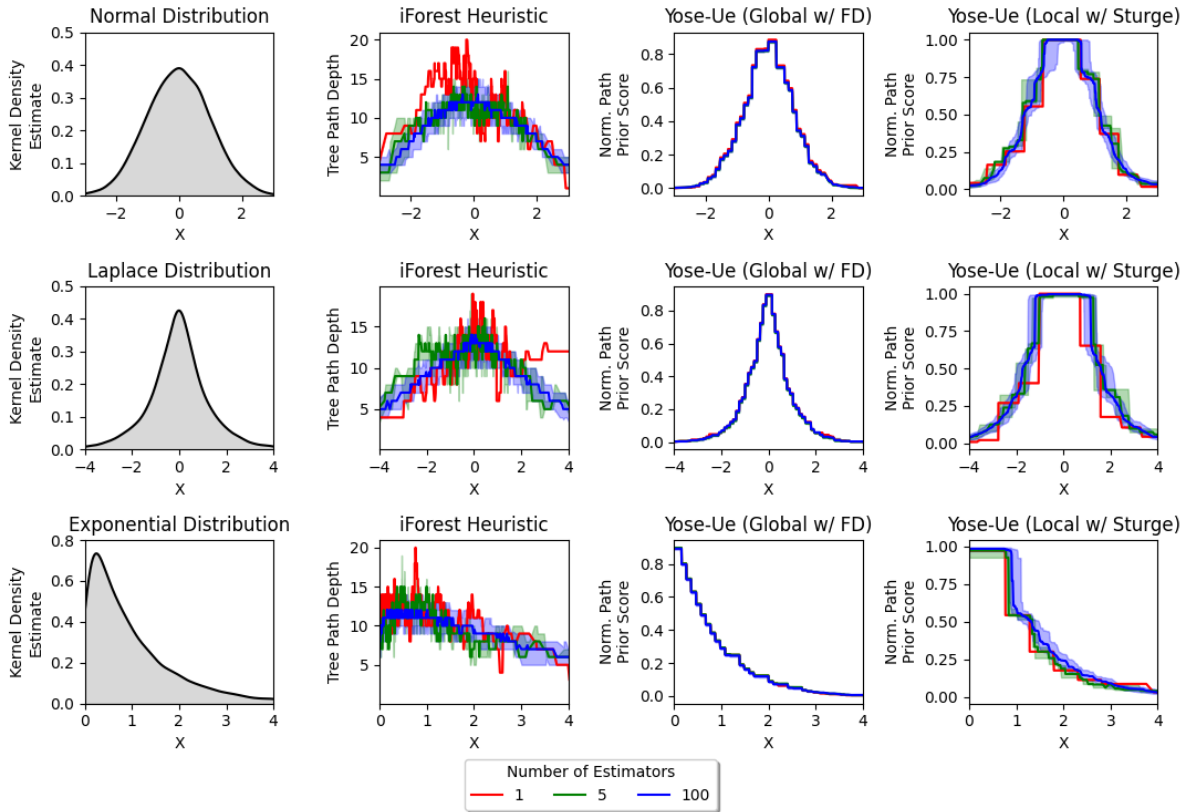 Normal Distribution
Kernel Density
Estimate
0.5
0.4
0.3
0.2
0.1
0.0
−2 0 2
X
iForest Heuristic
Tree Path Depth
20
15
10
5
−2 0 2
X
Yose-Ue (Global w/ FD)
Norm. Path
Prior Score
0.8
0.6
0.4
0.2
0.0
−2 0 2
X
Yose-Ue (Local w/ Sturge)
Norm. Path
Prior Score
1.00
0.75
0.50
0.25
0.00
−2 0 2
X
Laplace Distribution
Kernel Density
Estimate
0.5
0.4
0.3
0.2
0.1
0.0
−4 −2 0 2 4
X
iForest Heuristic
Tree Path Depth
15
10
5
−4 −2 0 2 4
X
Yose-Ue (Global w/ FD)
Norm. Path
Prior Score
0.8
0.6
0.4
0.2
0.0
−4 −2 0 2 4
X
Yose-Ue (Local w/ Sturge)
Norm. Path
Prior Score
1.00
0.75
0.50
0.25
0.00
−4 −2 0 2 4
X
Exponential Distribution
Kernel Density
Estimate
0.8
0.6
0.4
0.2
0.0
0 1 2 3 4
X
iForest Heuristic
Tree Path Depth
20
15
10
5
0 1 2 3 4
X
Yose-Ue (Global w/ FD)
Norm. Path
Prior Score
0.8
0.6
0.4
0.2
0.0
0 1 2 3 4
X
Yose-Ue (Local w/ Sturge)
Norm. Path
Prior Score
1.00
0.75
0.50
0.25
0.00
0 1 2 3 4
X
Number of Estimators
1 5 100